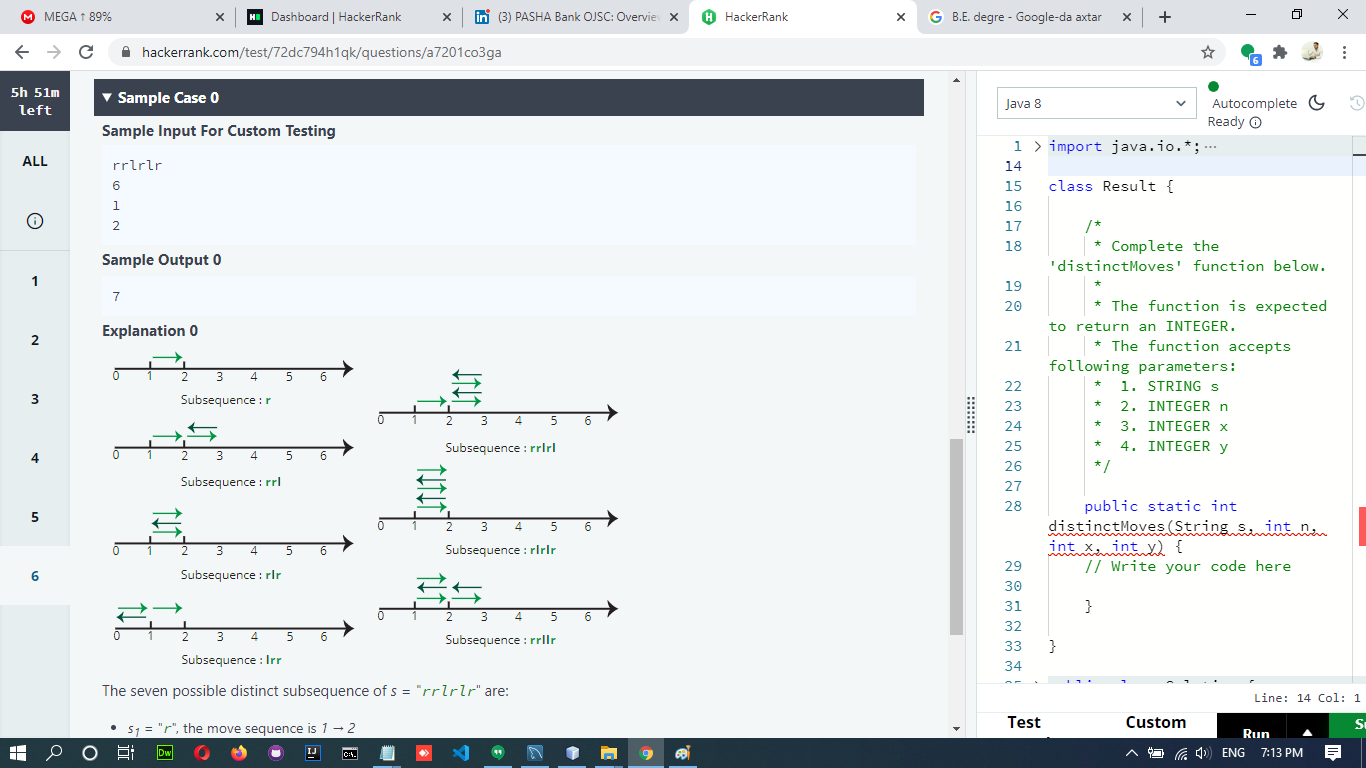 MEGA ↑ 89%
Dashboard | HackerRank
(3) PASHA Bank OJSC: Overview
HackerRank
B.E. degre - Google-da axtar
hackerrank.com/test/72dc794h1qk/questions/a7201co3ga
6
5h 51m
left
ALL
1
2
3
4
5
6
▼ Sample Case 0
Sample Input For Custom Testing
rrlrlr
6
1
2
Sample Output 0
7
Explanation 0
0 1 2 3 4 5 6
Subsequence : r
0 1 2 3 4 5 6
Subsequence : rrl
0 1 2 3 4 5 6
Subsequence : rlr
0 1 2 3 4 5 6
Subsequence : lrr
0 1 2 3 4 5 6
Subsequence : rrlrl
0 1 2 3 4 5 6
Subsequence : rlrlr
0 1 2 3 4 5 6
Subsequence : rrllr
The seven possible distinct subsequence of s = "rrlrlr" are:
• s1 = "r", the move sequence is 1 → 2
Java 8
Autocomplete
Ready
1 import java.io.*;···
14
15 class Result {
16
17 /*
18 * Complete the
'distinctMoves' function below.
19 *
20 * The function is expected
to return an INTEGER.
21 * The function accepts
following parameters:
22 * 1. STRING s
23 * 2. INTEGER n
24 * 3. INTEGER x
25 * 4. INTEGER y
26 */
27
28 public static int
distinctMoves(String s, int n,
int x, int y) {
29 // Write your code here
30
31 }
32
33 }
34
Line: 14 Col: 1
Test
Custom
Run
ENG
7:13 PM